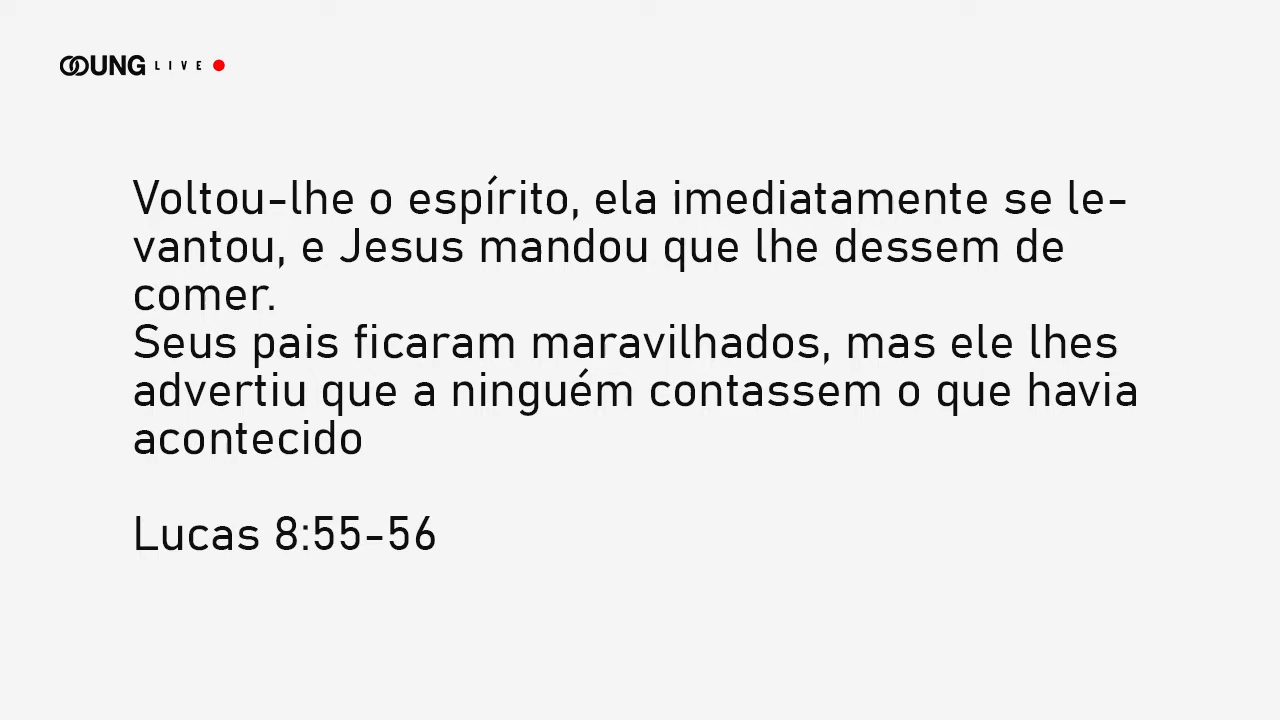 UNG LIVE
Voltou-lhe o espírito, ela imediatamente se le-
vantou, e Jesus mandou que lhe dessem de
comer.
Seus pais ficaram maravilhados, mas ele lhes
advertiu que a ninguém contassem o que havia
acontecido
Lucas 8:55-56